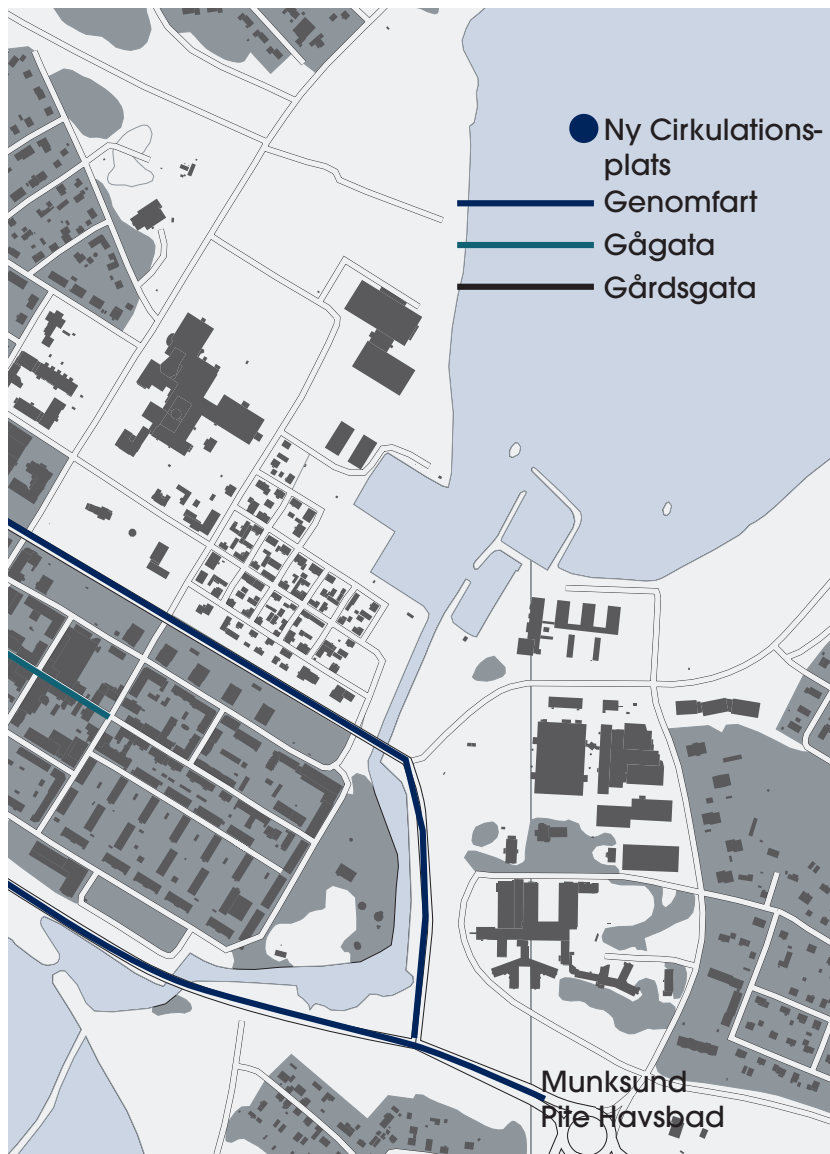 Ny Cirkulations-
plats
Genomfart
Gågata
Gårdsgata
Munksund
Pite Havsbad